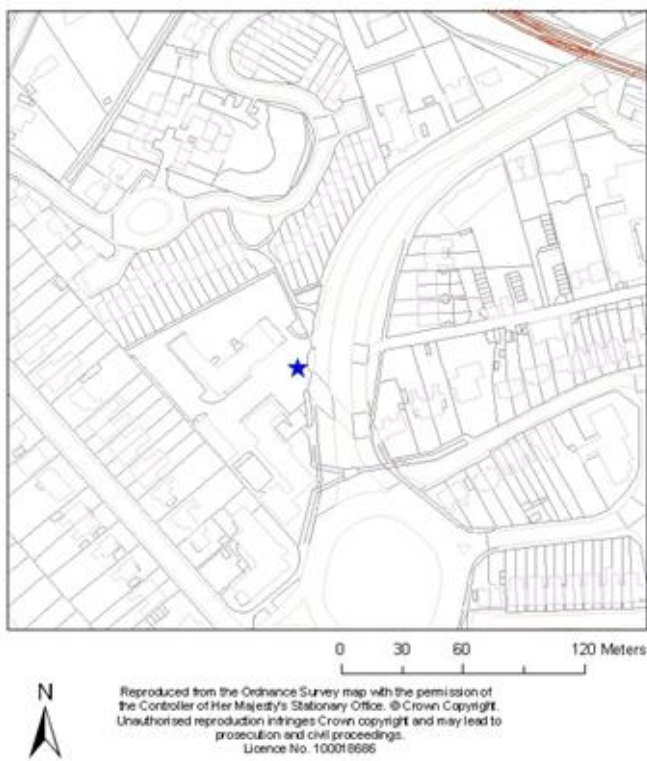 0 30 60 120 Meters
N
Reproduced from the Ordnance Survey map with the permission of
the Controller of Her Majesty's Stationary Office. © Crown Copyright.
Unauthorised reproduction infringes Crown copyright and may lead to
prosecution and civil proceedings.
Licence No. 100018686